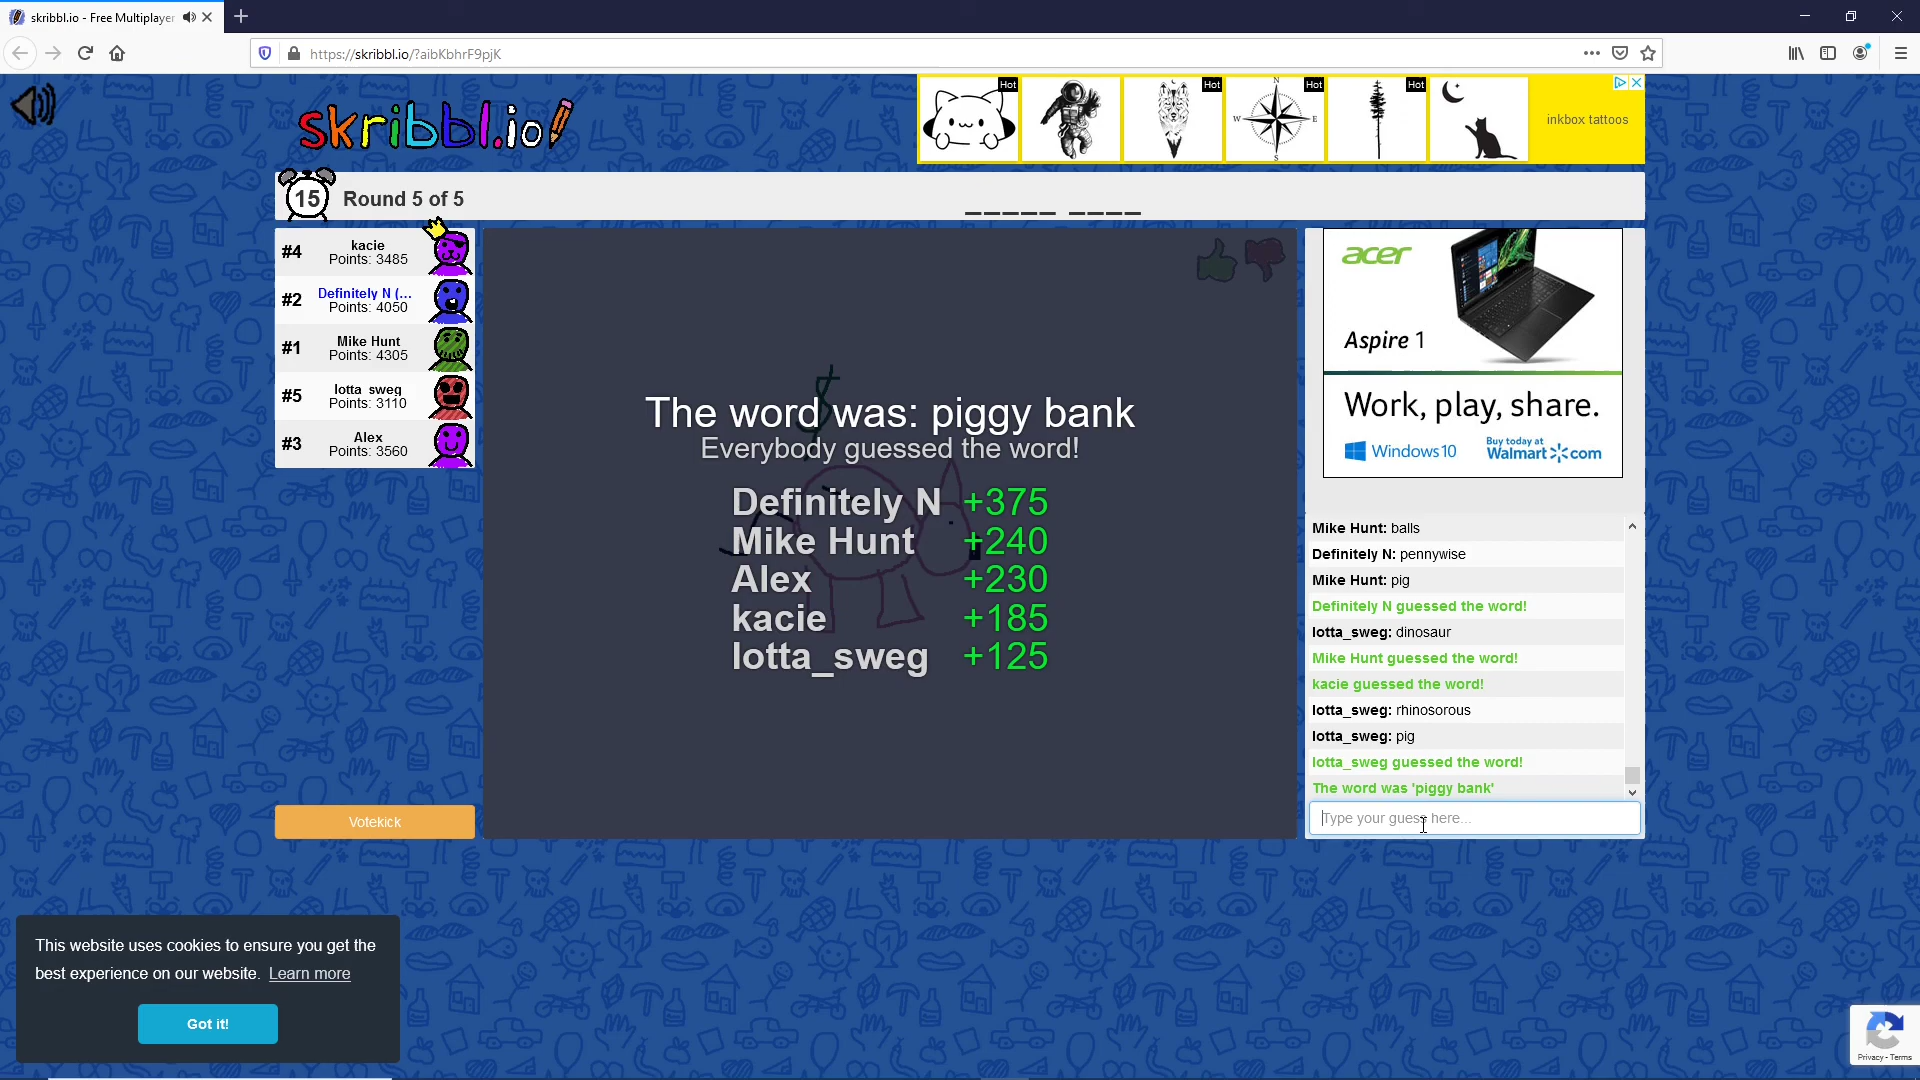 skribbl.io - Free Multiplayer
https://skribbl.io/?aibKbhrF9pjK
skribbl.io
Hot
Hot
Hot
Hot
N
W
E
S
inkbox tattoos
15
Round 5 of 5
_____ ____
#4
kacie
Points: 3485
#2
Definitely N (...
Points: 4050
#1
Mike Hunt
Points: 4305
#5
lotta_sweg
Points: 3110
#3
Alex
Points: 3560
Votekick
The word was: piggy bank
Everybody guessed the word!
Definitely N +375
Mike Hunt +240
Alex +230
kacie +185
lotta_sweg +125
acer
Aspire 1
Work, play, share.
Windows10
Buy today at
Walmart.com
Mike Hunt: balls
Definitely N: pennywise
Mike Hunt: pig
Definitely N guessed the word!
lotta_sweg: dinosaur
Mike Hunt guessed the word!
kacie guessed the word!
lotta_sweg: rhinosorous
lotta_sweg: pig
lotta_sweg guessed the word!
The word was 'piggy bank'
Type your guess here...
This website uses cookies to ensure you get the
best experience on our website. Learn more
Got it!
Privacy - Terms